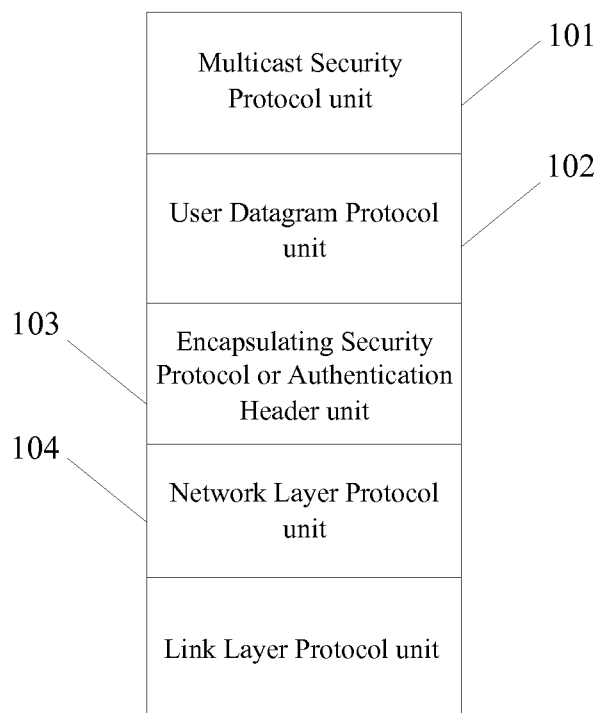 Multicast Security
Protocol unit
101
User Datagram Protocol
unit
102
103
Encapsulating Security
Protocol or Authentication
Header unit
104
Network Layer Protocol
unit
Link Layer Protocol unit